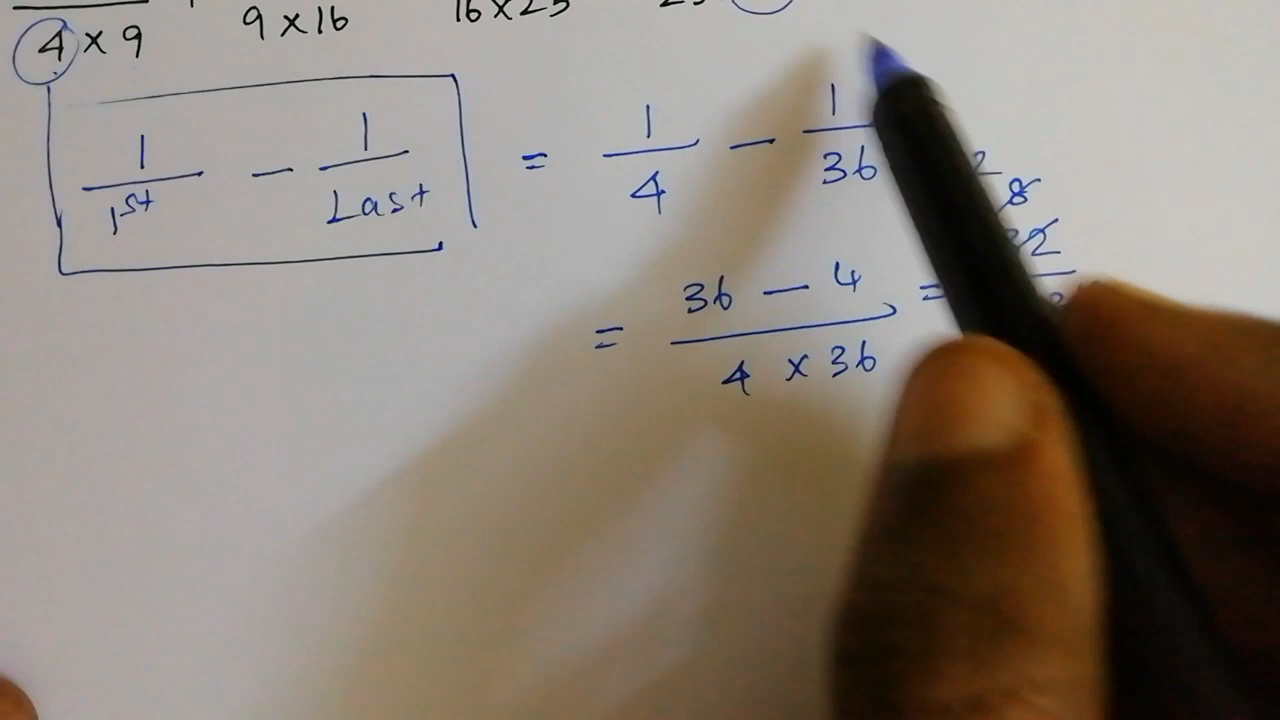 4 × 9   9 × 16   16 × 25
1/1st − 1/Last = 1/4 − 1/36
= (36 − 4)/(4 × 36) =